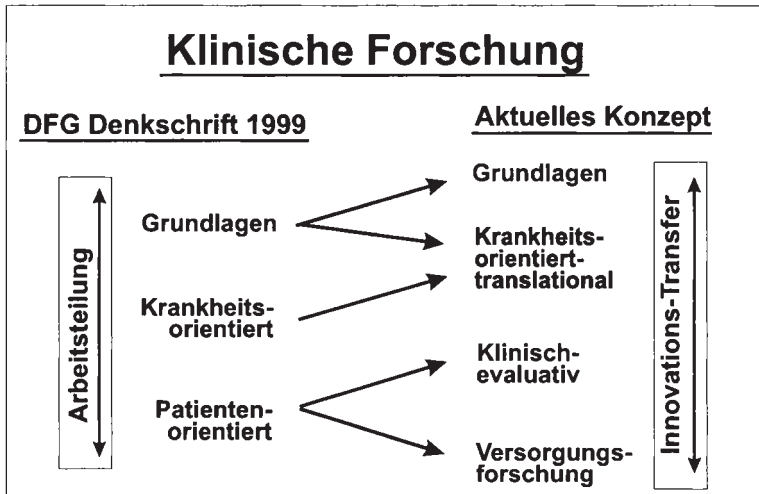 Klinische Forschung
DFG Denkschrift 1999
Arbeitsteilung
Grundlagen
Krankheits-
orientiert
Patienten-
orientiert
Aktuelles Konzept
Grundlagen
Krankheits-
orientiert-
translational
Klinisch-
evaluativ
Versorgungs-
forschung
Innovations-Transfer